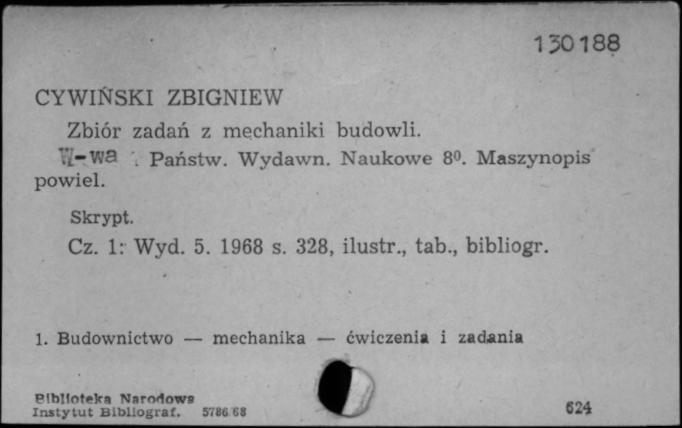 130188
CYWIŃSKI ZBIGNIEW
Zbiór zadań z mechaniki budowli.
W-wa : Państw. Wydawn. Naukowe 8⁰. Maszynopis
powiel.
Skrypt.
Cz. 1: Wyd. 5. 1968 s. 328, ilustr., tab., bibliogr.
1. Budownictwo — mechanika — ćwiczenia i zadania
Biblioteka Narodowa
Instytut Bibliograf. 5786/68
624